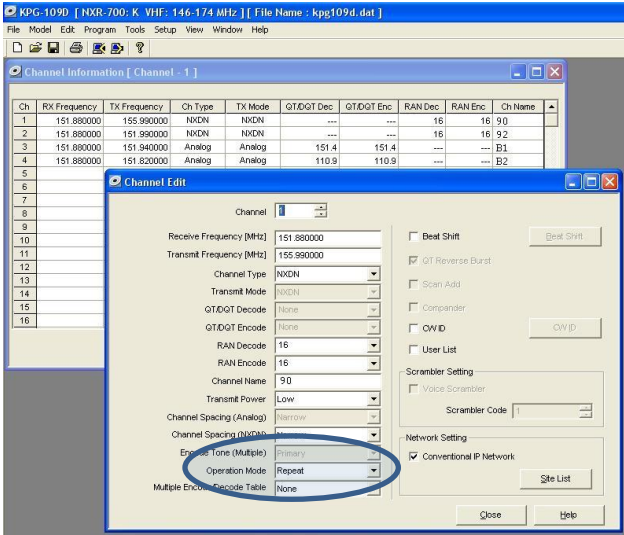 KPG-109D [ NXR-700: K VHF: 146-174 MHz ] [ File Name : kpg109d.dat ]
File Model Edit Program Tools Setup View Window Help
Channel Information [ Channel - 1 ]
Ch RX Frequency TX Frequency Ch Type TX Mode QT/DQT Dec QT/DQT Enc RAN Dec RAN Enc Ch Name
1 151.880000 155.990000 NXDN NXDN --- --- 16 16 90
2 151.880000 151.990000 NXDN NXDN --- --- 16 16 92
3 151.880000 151.940000 Analog Analog 151.4 151.4 --- --- B1
4 151.880000 151.820000 Analog Analog 110.9 110.9 --- --- B2
5
6
7
8
9
10
11
12
13
14
15
16
Channel Edit
Channel 1
Receive Frequency [MHz] 151.880000
Transmit Frequency [MHz] 155.990000
Channel Type NXDN
Transmit Mode NXDN
QT/DQT Decode None
QT/DQT Encode None
RAN Decode 16
RAN Encode 16
Channel Name 90
Transmit Power Low
Channel Spacing (Analog) Narrow
Channel Spacing (NXDN)
Encode Tone (Multiple) Primary
Operation Mode Repeat
Multiple Encode/Decode Table None
Beat Shift Beat Shift
QT Reverse Burst
Scan Add
Compander
CWID CWID
User List
Scrambler Setting
Voice Scrambler
Scrambler Code 1
Network Setting
Conventional IP Network
Site List
Close Help